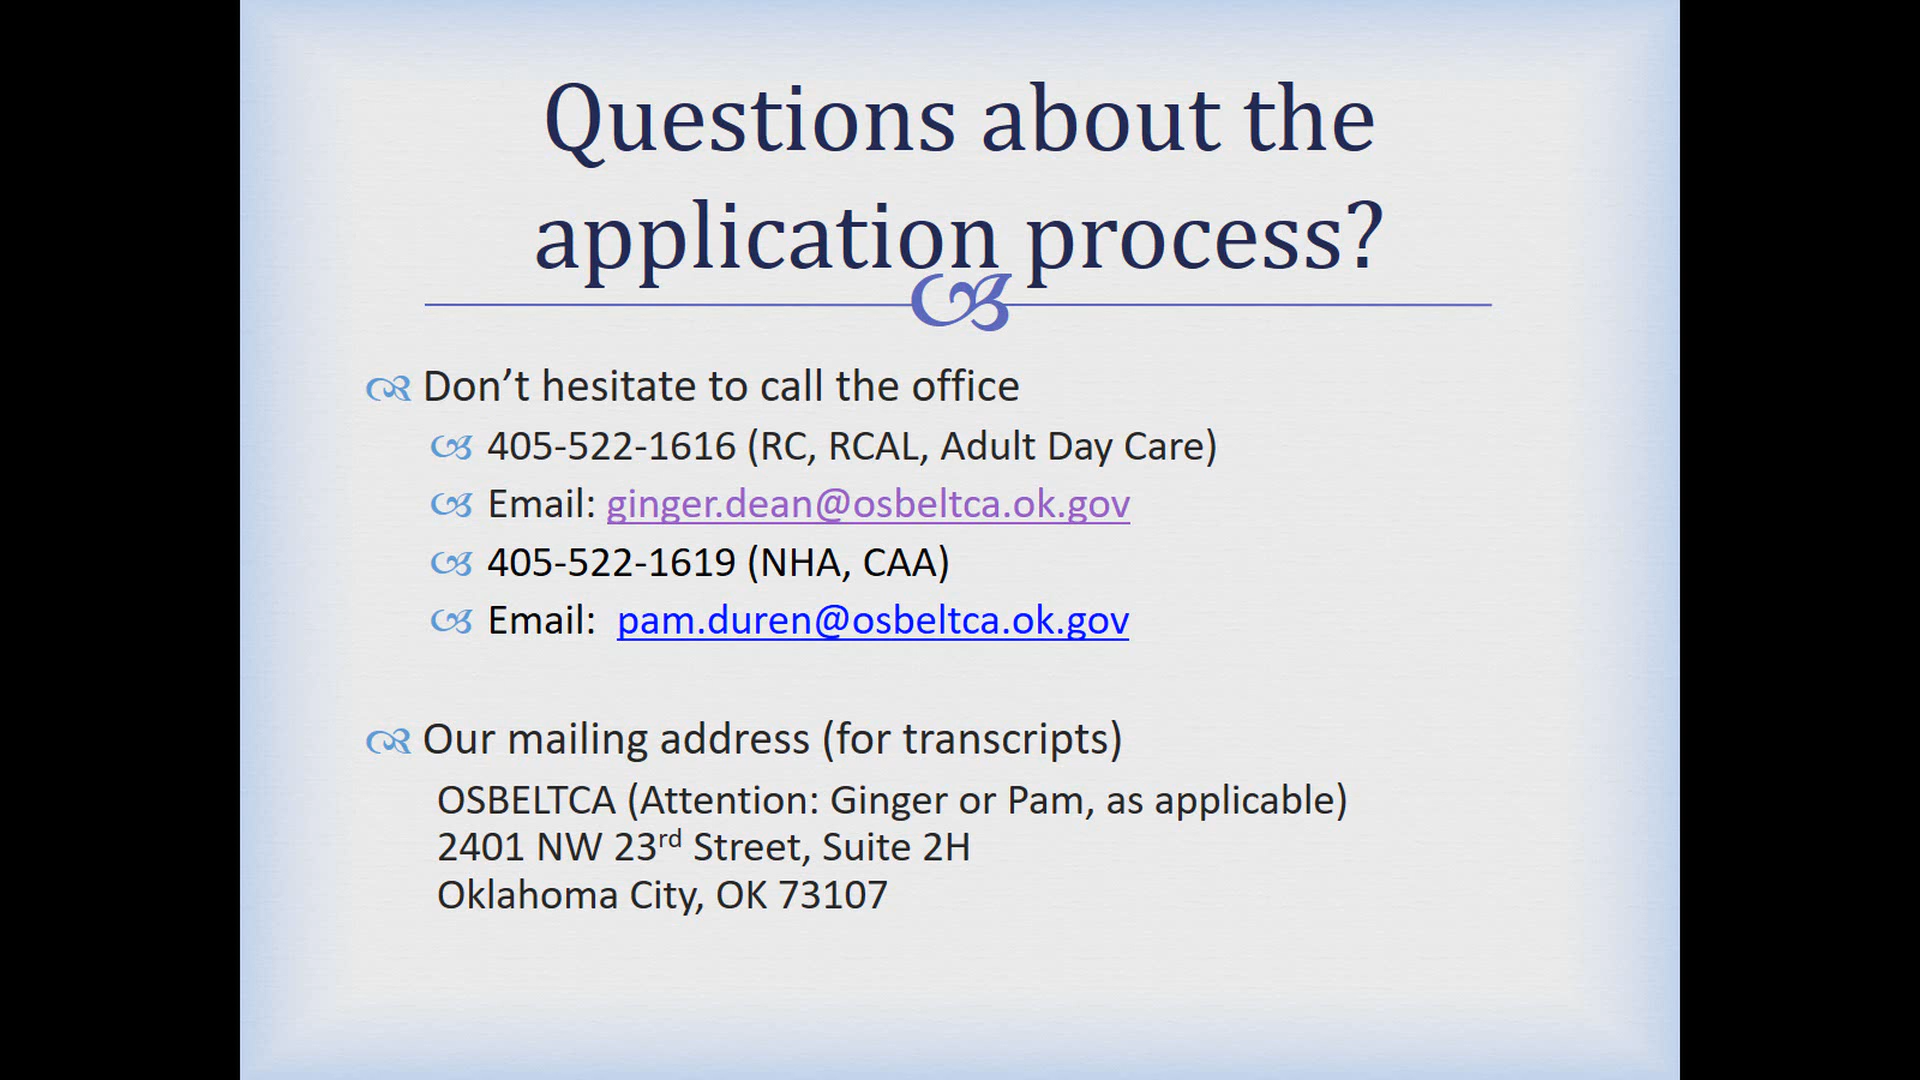 Questions about the
application process?
Don’t hesitate to call the office
405-522-1616 (RC, RCAL, Adult Day Care)
Email: ginger.dean@osbeltca.ok.gov
405-522-1619 (NHA, CAA)
Email:  pam.duren@osbeltca.ok.gov
Our mailing address (for transcripts)
OSBELTCA (Attention: Ginger or Pam, as applicable)
2401 NW 23rd Street, Suite 2H
Oklahoma City, OK 73107